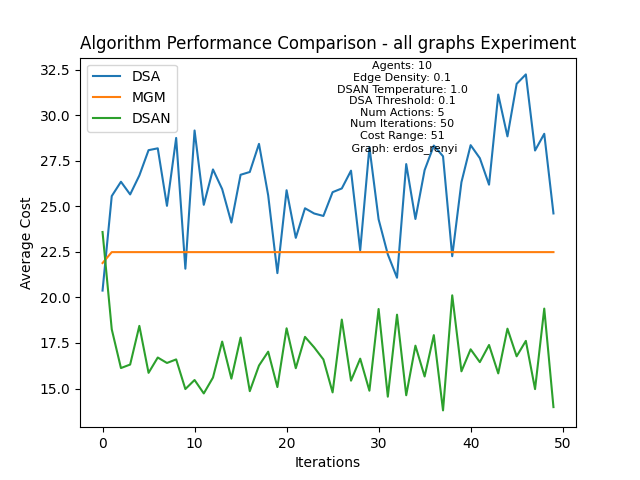 Algorithm Performance Comparison - all graphs Experiment
DSA
MGM
DSAN
Agents: 10
Edge Density: 0.1
DSAN Temperature: 1.0
DSA Threshold: 0.1
Num Actions: 5
Num Iterations: 50
Cost Range: 51
Graph: erdos_renyi
Average Cost
32.5
30.0
27.5
25.0
22.5
20.0
17.5
15.0
0 10 20 30 40 50
Iterations